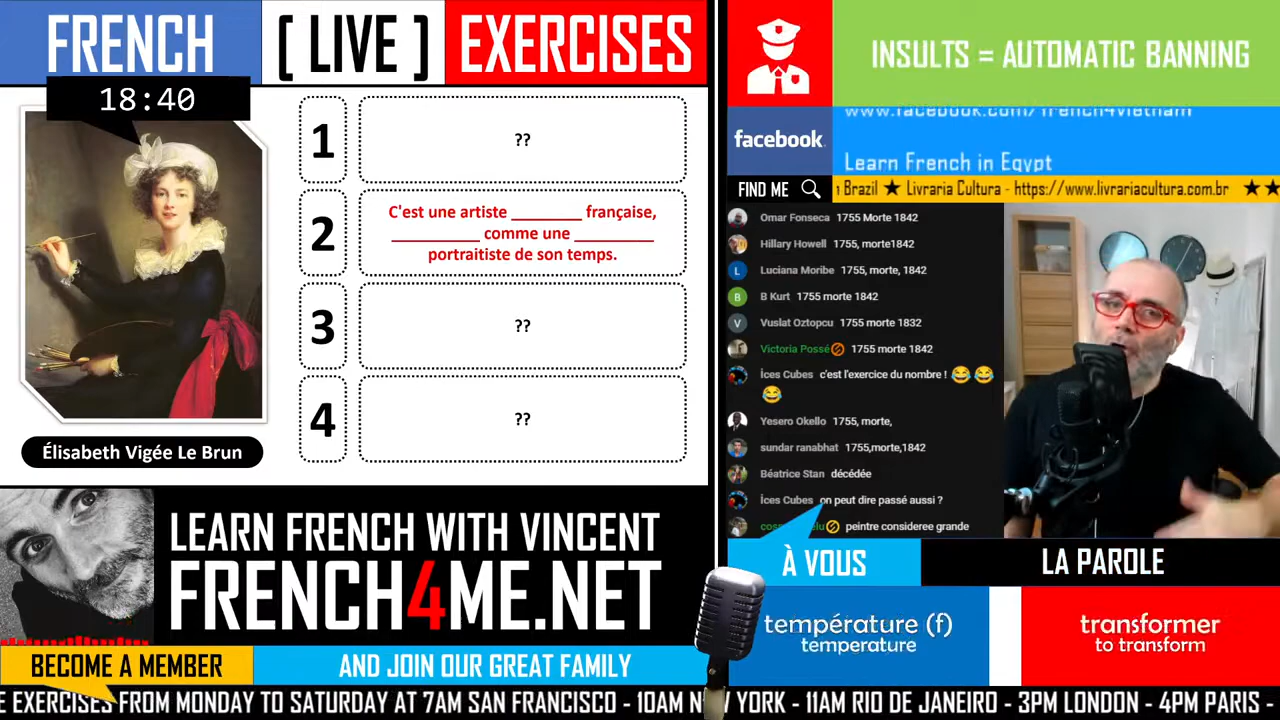 FRENCH [ LIVE ] EXERCISES
18:40
Élisabeth Vigée Le Brun
1
??
2
C'est une artiste ________ française,
__________ comme une _________
portraitiste de son temps.
3
??
4
??
LEARN FRENCH WITH VINCENT
FRENCH4ME.NET
BECOME A MEMBER
AND JOIN OUR GREAT FAMILY
INSULTS = AUTOMATIC BANNING
facebook.
www.facebook.com/french4vietnam
Learn French in Egypt
FIND ME
Brazil ★ Livraria Cultura - https://www.livrariacultura.com.br ★★
Omar Fonseca 1755 Morte 1842
Hillary Howell 1755, morte1842
L Luciana Moribe 1755, morte, 1842
B B Kurt 1755 morte 1842
V Vuslat Oztopcu 1755 morte 1832
Victoria Possé 1755 morte 1842
İces Cubes c'est l'exercice du nombre ! 😂 😂
😂
Yesero Okello 1755, morte,
sundar ranabhat 1755,morte,1842
Béatrice Stan décédée
İces Cubes on peut dire passé aussi ?
peintre consideree grande
À VOUS
LA PAROLE
température (f)
temperature
transformer
to transform
EXERCISES FROM MONDAY TO SATURDAY AT 7AM SAN FRANCISCO - 10AM NEW YORK - 11AM RIO DE JANEIRO - 3PM LONDON - 4PM PARIS -